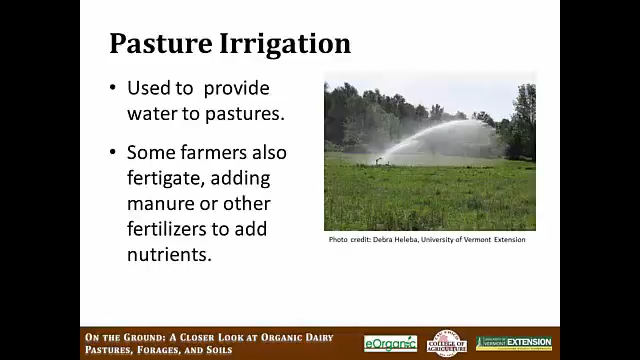 Pasture Irrigation
• Used to provide
water to pastures.
• Some farmers also
fertigate, adding
manure or other
fertilizers to add
nutrients.
Photo credit: Debra Heleba, University of Vermont Extension
On the Ground: A Closer Look at Organic Dairy
Pastures, Forages, and Soils
eOrganic
COLLEGE OF
AGRICULTURE
EXTENSION